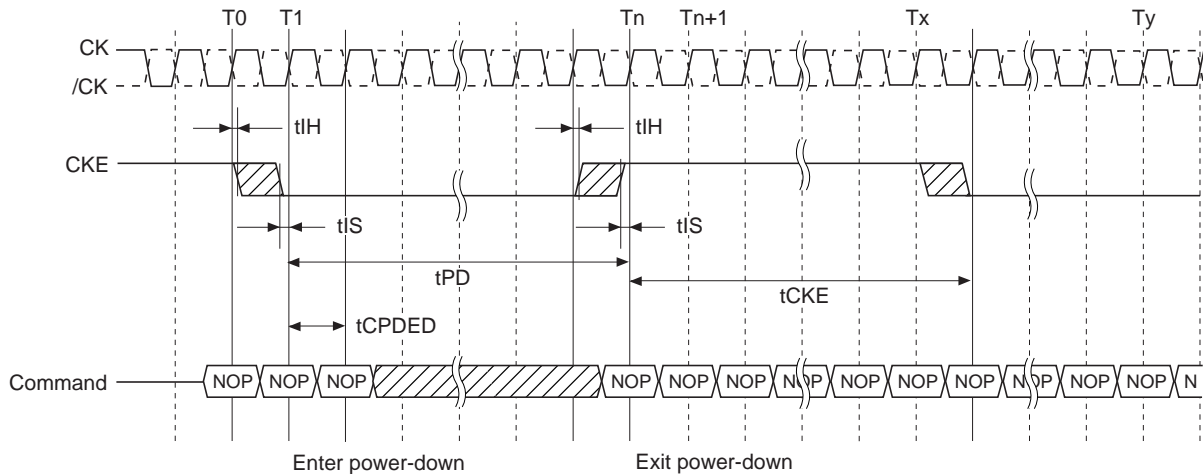 T0 T1 Tn Tn+1 Tx Ty
CK
/CK
tIH tIH
CKE
tIS tIS
tPD
tCKE
tCPDED
Command NOP NOP NOP NOP NOP NOP NOP NOP NOP NOP NOP NOP NOP N
Enter power-down Exit power-down